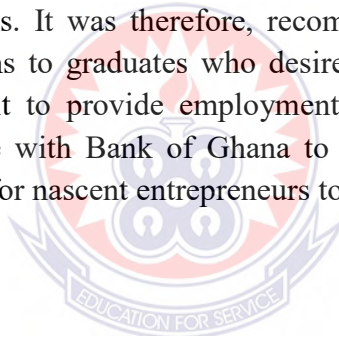 s. It was therefore, recom
ns to graduates who desire
t to provide employment
with Bank of Ghana to
for nascent entrepreneurs to
EDUCATION FOR SERVICE